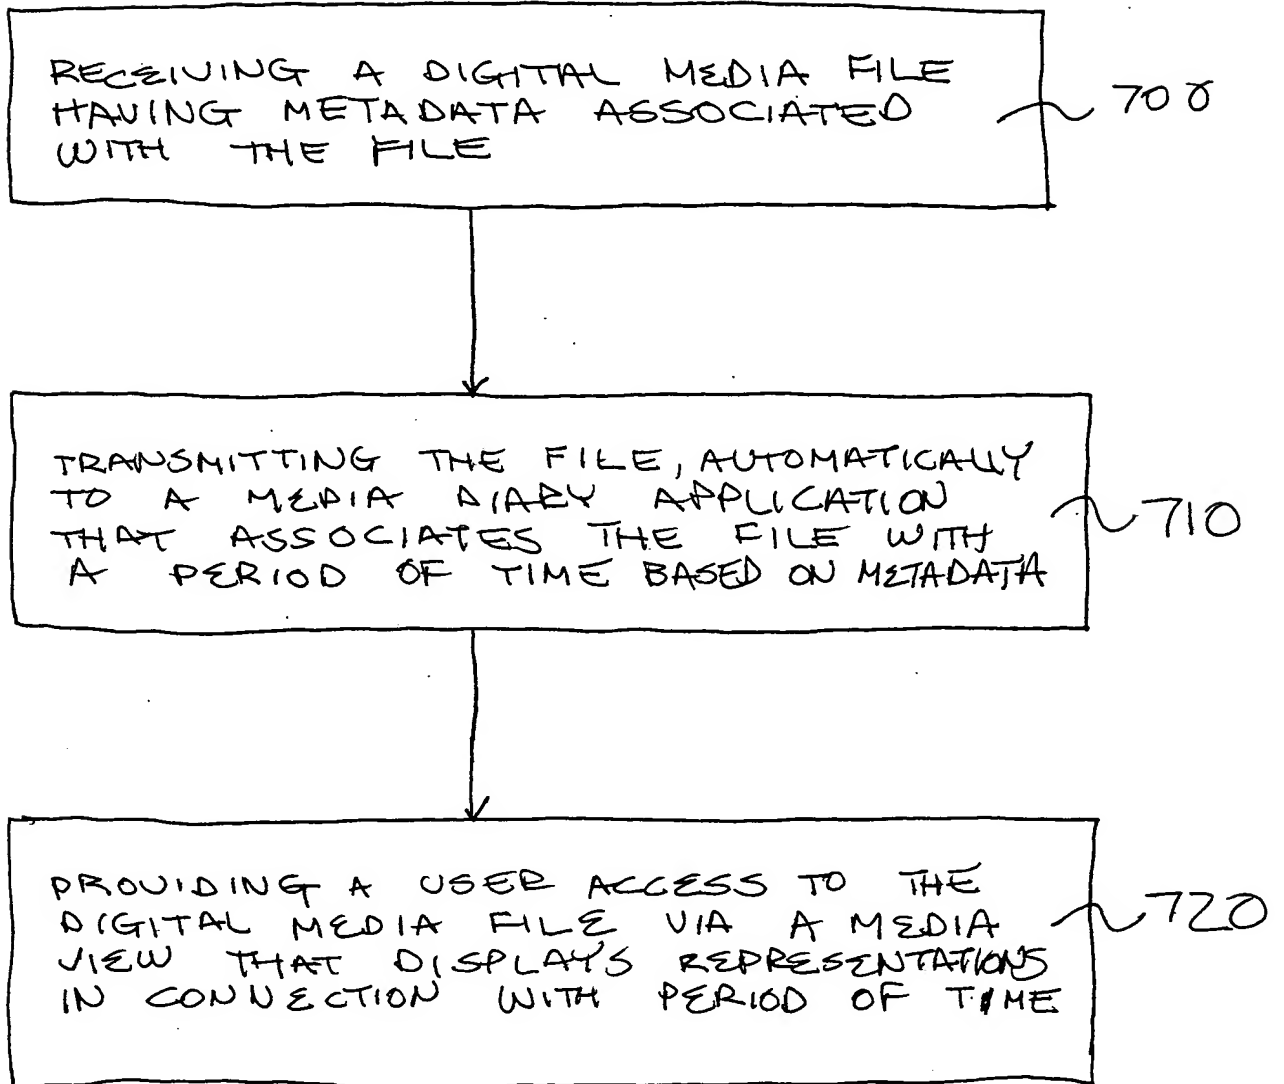 RECEIVING A DIGITAL MEDIA FILE
HAVING METADATA ASSOCIATED
WITH THE FILE
700
TRANSMITTING THE FILE, AUTOMATICALLY
TO A MEDIA DIARY APPLICATION
THAT ASSOCIATES THE FILE WITH
A PERIOD OF TIME BASED ON METADATA
710
PROVIDING A USER ACCESS TO THE
DIGITAL MEDIA FILE VIA A MEDIA
VIEW THAT DISPLAYS REPRESENTATIONS
IN CONNECTION WITH PERIOD OF TIME
720